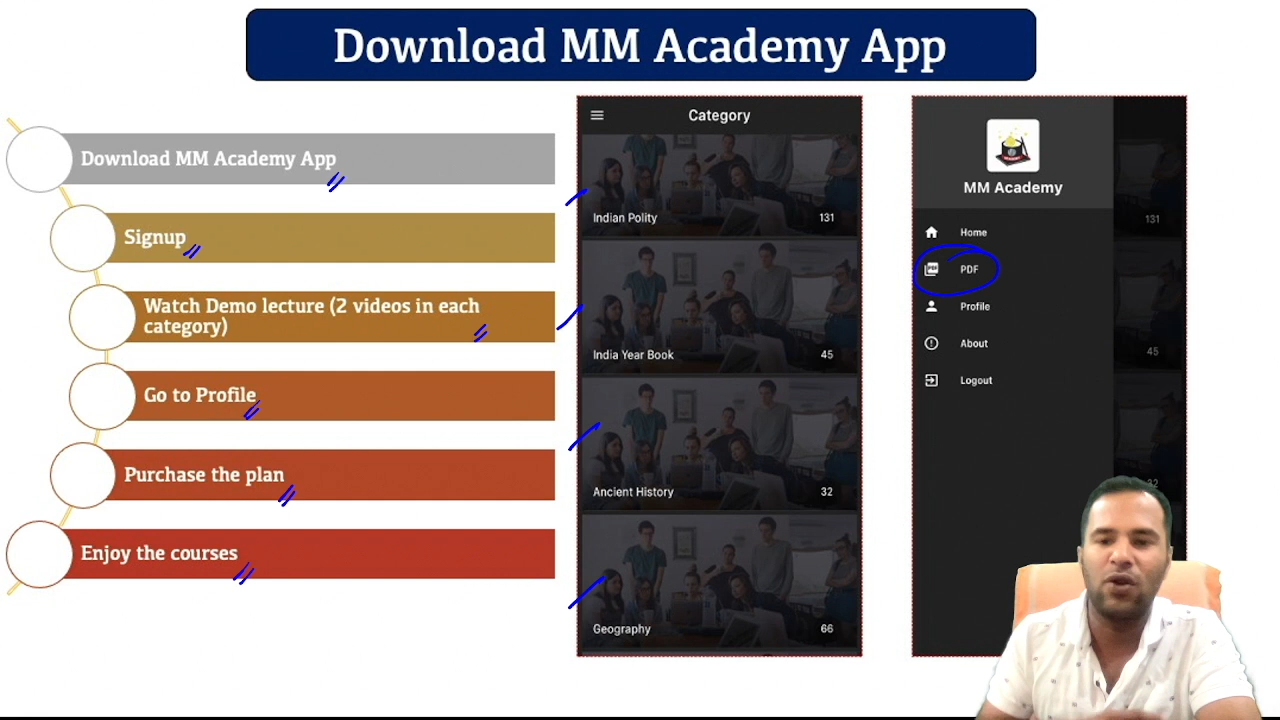 Download MM Academy App
Download MM Academy App
Signup
Watch Demo lecture (2 videos in each
category)
Go to Profile
Purchase the plan
Enjoy the courses
Category
Indian Polity 131
India Year Book 45
Ancient History 32
Geography 66
MM Academy
131
Home
PDF
PDF
Profile
45
About
Logout
32